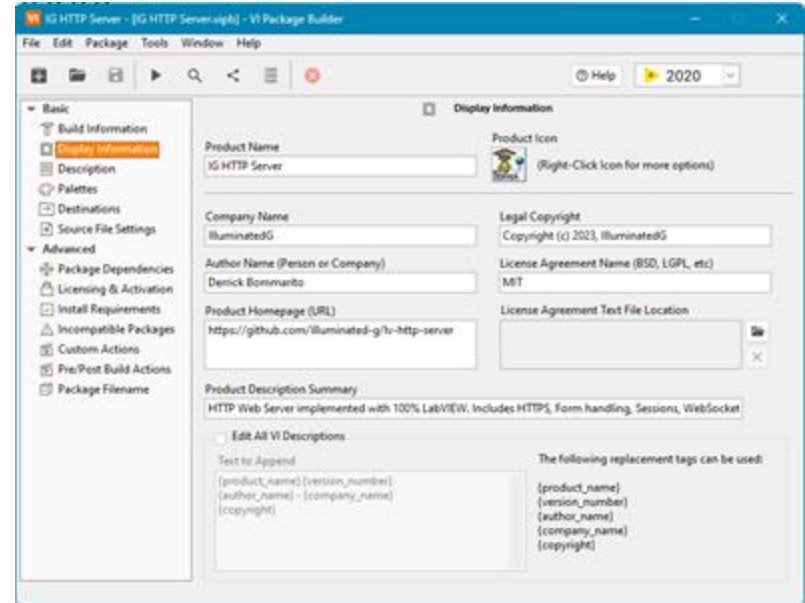 IG HTTP Server - [IG HTTP Server.vipb] - VI Package Builder
File Edit Package Tools Window Help
Help
2020
Basic
Build Information
Display Information
Description
Palettes
Destinations
Source File Settings
Advanced
Package Dependencies
Licensing & Activation
Install Requirements
Incompatible Packages
Custom Actions
Pre/Post Build Actions
Package Filename
Display Information
Product Name
IG HTTP Server
Product Icon
(Right-Click Icon for more options)
Company Name
IlluminatedG
Legal Copyright
Copyright (c) 2023, IlluminatedG
Author Name (Person or Company)
Derrick Bommarito
License Agreement Name (BSD, LGPL, etc)
MIT
Product Homepage (URL)
https://github.com/illuminated-g/lv-http-server
License Agreement Text File Location
Product Description Summary
HTTP Web Server implemented with 100% LabVIEW. Includes HTTPS, Form handling, Sessions, WebSocket
Edit All VI Descriptions
Text to Append
{product_name} {version_number}
{author_name} - {company_name}
{copyright}
The following replacement tags can be used:
{product_name}
{version_number}
{author_name}
{company_name}
{copyright}